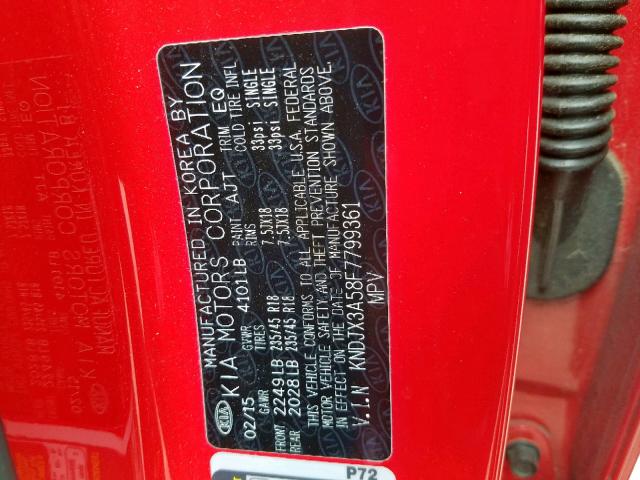 MANUFACTURED IN KOREA BY
KIA KIA MOTORS CORPORATION
02/15 GVWR 4101LB PAINT AJT TRIM EQ
GAWR TIRES RIMS COLD TIRE INFL
FRONT 2249LB 235/45 R18 7.5JX18 33psi SINGLE
REAR 2028LB 235/45 R18 7.5JX18 33psi SINGLE
THIS VEHICLE CONFORMS TO ALL APPLICABLE U.S.A. FEDERAL
MOTOR VEHICLE SAFETY AND THEFT PREVENTION STANDARDS
IN EFFECT ON THE DATE OF MANUFACTURE SHOWN ABOVE.
V.I.N KNDJX3A58F7799361
MPV
P72